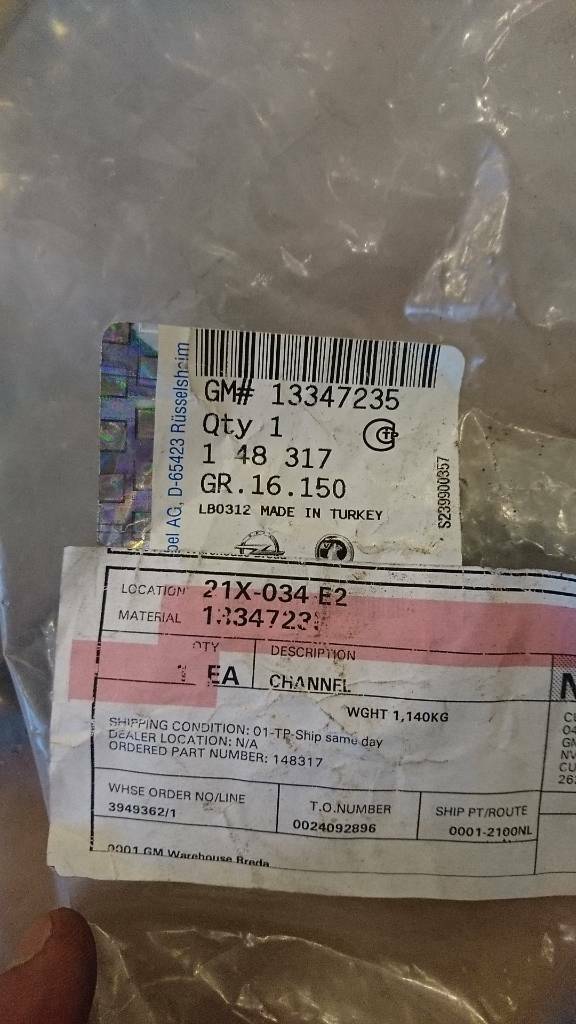 AG, D-65423 Rüsselsheim
GM# 13347235
Qty 1
1 48 317
GR.16.150
LB0312 MADE IN TURKEY
S239900357
LOCATION 21X-034 E2
MATERIAL 1334723
QTY DESCRIPTION
EA CHANNEL
WGHT 1,140KG
SHIPPING CONDITION: 01-TP-Ship same day
DEALER LOCATION: N/A
ORDERED PART NUMBER: 148317
WHSE ORDER NO/LINE T.O.NUMBER SHIP PT/ROUTE
3949362/1 0024092896 0001-2100NL
0001 GM Warehouse Breda